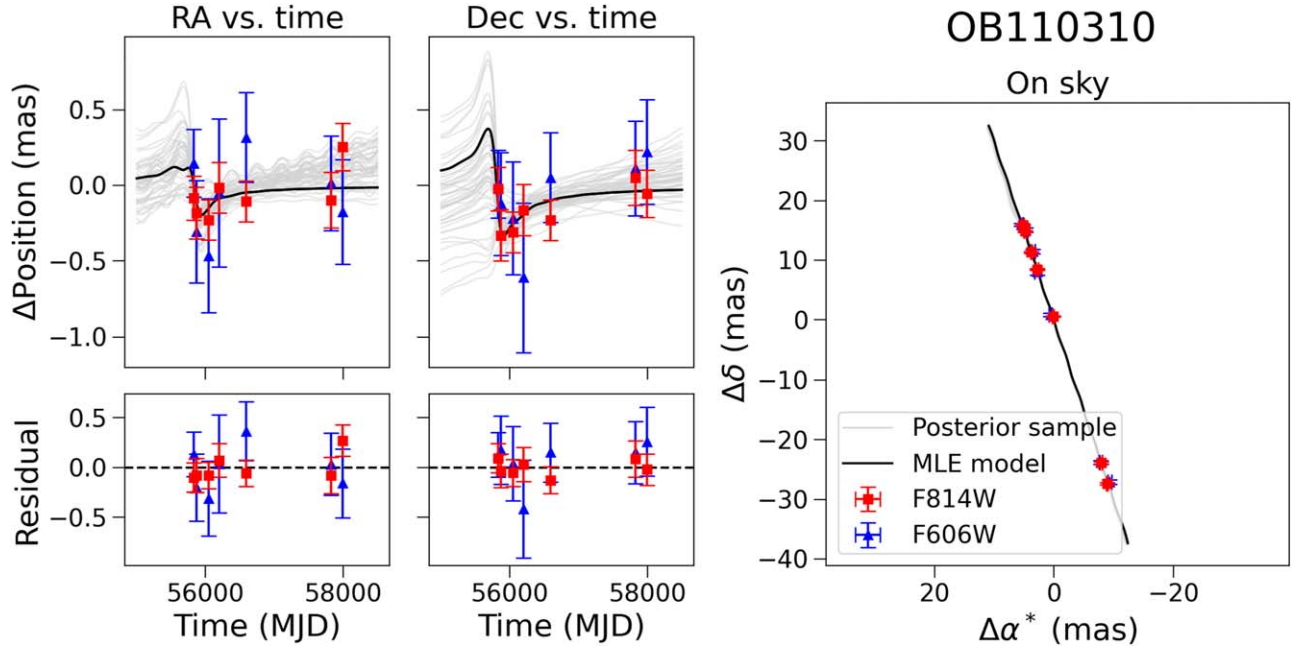 RA vs. time
Dec vs. time
OB110310
On sky
ΔPosition (mas)
0.5
0.0
−0.5
−1.0
Residual
0.5
0.0
−0.5
56000
58000
56000
58000
Time (MJD)
Time (MJD)
Δδ (mas)
30
20
10
0
−10
−20
−30
−40
Posterior sample
MLE model
F814W
F606W
20
0
−20
Δα* (mas)